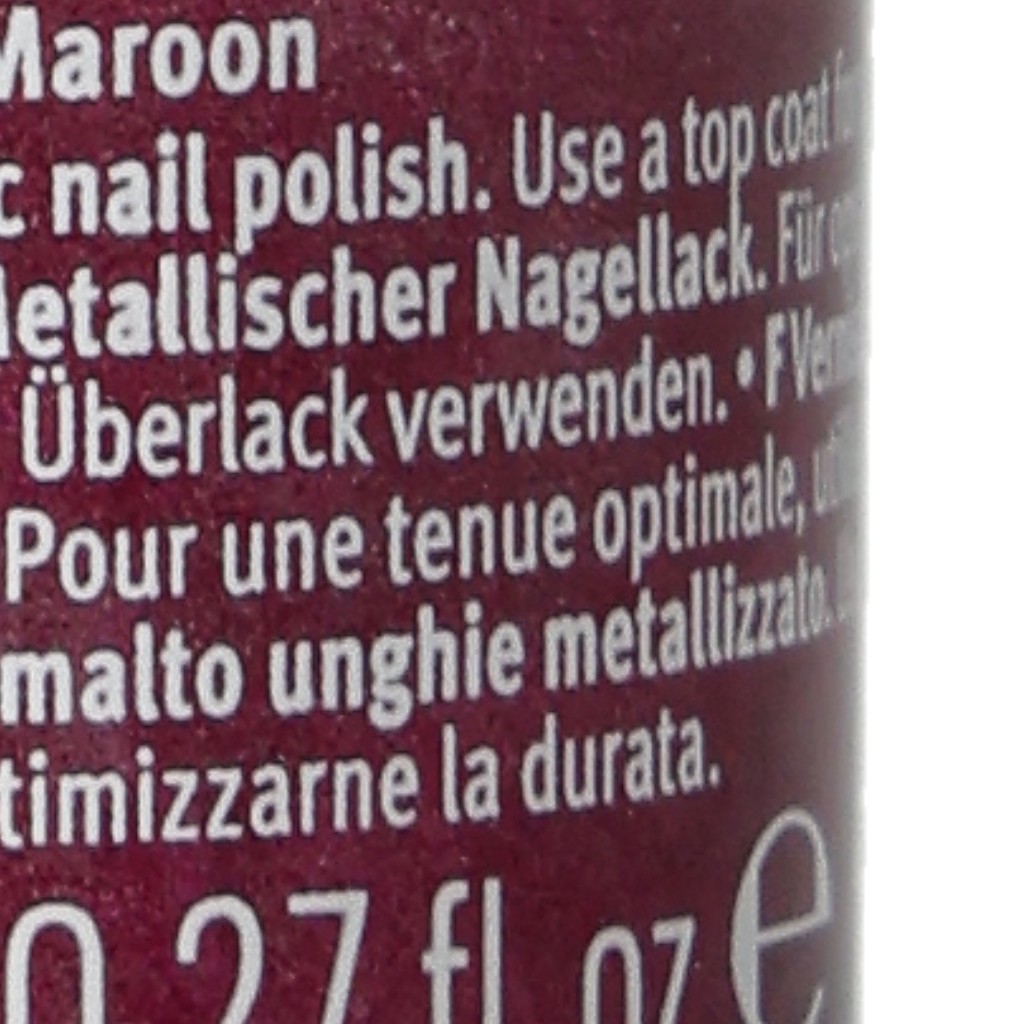 Maroon
nail polish. Use a top coat
Metallischer Nagellack. Für
Überlack verwenden. • F
Pour une tenue optimale,
malto unghie metallizzato.
timizzarne la durata.
0.27 fl oz e